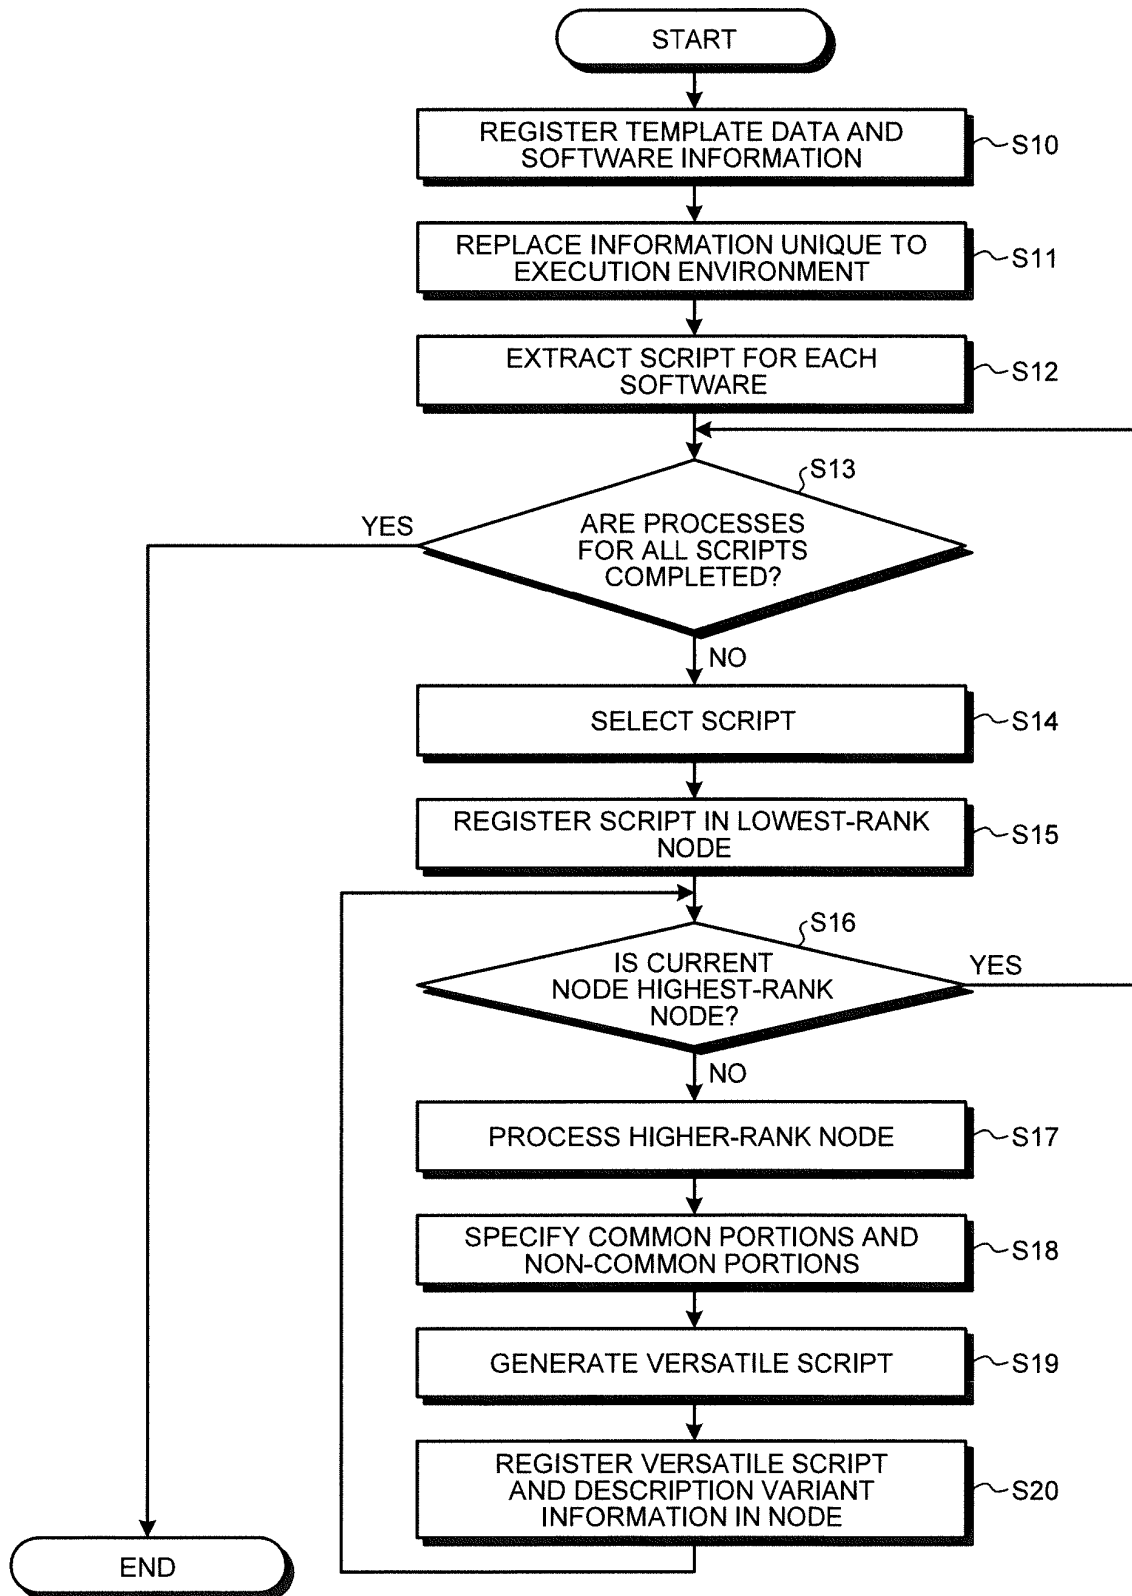 START
REGISTER TEMPLATE DATA AND
SOFTWARE INFORMATION
S10
REPLACE INFORMATION UNIQUE TO
EXECUTION ENVIRONMENT
S11
EXTRACT SCRIPT FOR EACH
SOFTWARE
S12
S13
YES
ARE PROCESSES
FOR ALL SCRIPTS
COMPLETED?
NO
SELECT SCRIPT
S14
REGISTER SCRIPT IN LOWEST-RANK
NODE
S15
S16
IS CURRENT
NODE HIGHEST-RANK
NODE?
YES
NO
PROCESS HIGHER-RANK NODE
S17
SPECIFY COMMON PORTIONS AND
NON-COMMON PORTIONS
S18
GENERATE VERSATILE SCRIPT
S19
REGISTER VERSATILE SCRIPT
AND DESCRIPTION VARIANT
INFORMATION IN NODE
S20
END